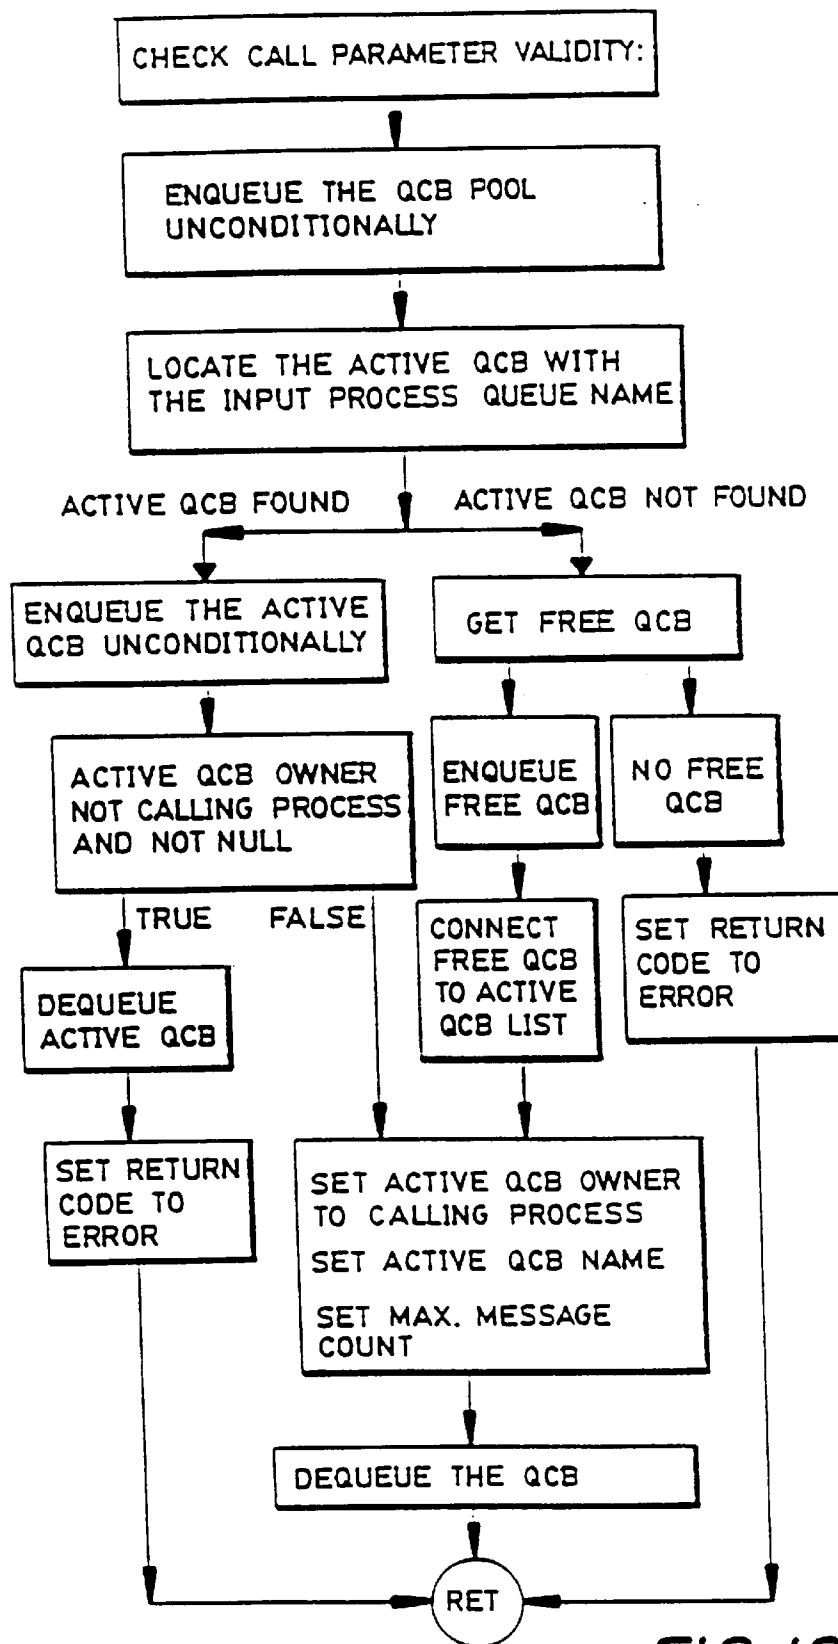 CHECK CALL PARAMETER VALIDITY:
ENQUEUE THE QCB POOL
UNCONDITIONALLY
LOCATE THE ACTIVE QCB WITH
THE INPUT PROCESS QUEUE NAME
ACTIVE QCB FOUND
ACTIVE QCB NOT FOUND
ENQUEUE THE ACTIVE
QCB UNCONDITIONALLY
GET FREE QCB
ACTIVE QCB OWNER
NOT CALLING PROCESS
AND NOT NULL
ENQUEUE
FREE QCB
NO FREE
QCB
TRUE
FALSE
CONNECT
FREE QCB
TO ACTIVE
QCB LIST
SET RETURN
CODE TO
ERROR
DEQUEUE
ACTIVE QCB
SET RETURN
CODE TO
ERROR
SET ACTIVE QCB OWNER
TO CALLING PROCESS
SET ACTIVE QCB NAME
SET MAX. MESSAGE
COUNT
DEQUEUE THE QCB
RET